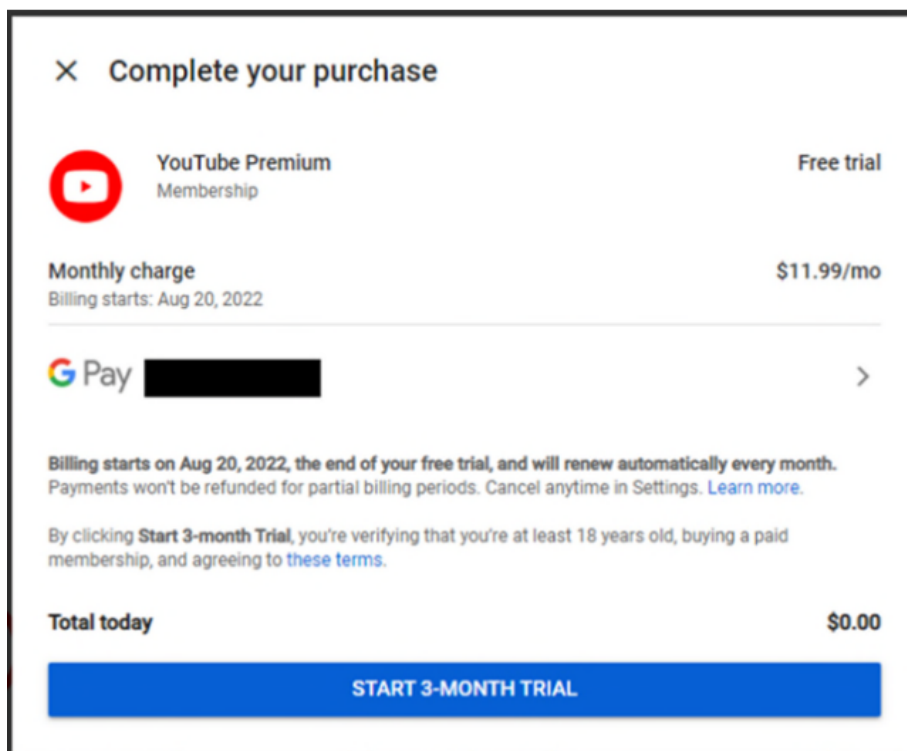 Complete your purchase
YouTube Premium Free trial
Membership
Monthly charge $11.99/mo
Billing starts: Aug 20, 2022
G Pay
Billing starts on Aug 20, 2022, the end of your free trial, and will renew automatically every month.
Payments won't be refunded for partial billing periods. Cancel anytime in Settings. Learn more.
By clicking Start 3-month Trial, you're verifying that you're at least 18 years old, buying a paid
membership, and agreeing to these terms.
Total today $0.00
START 3-MONTH TRIAL